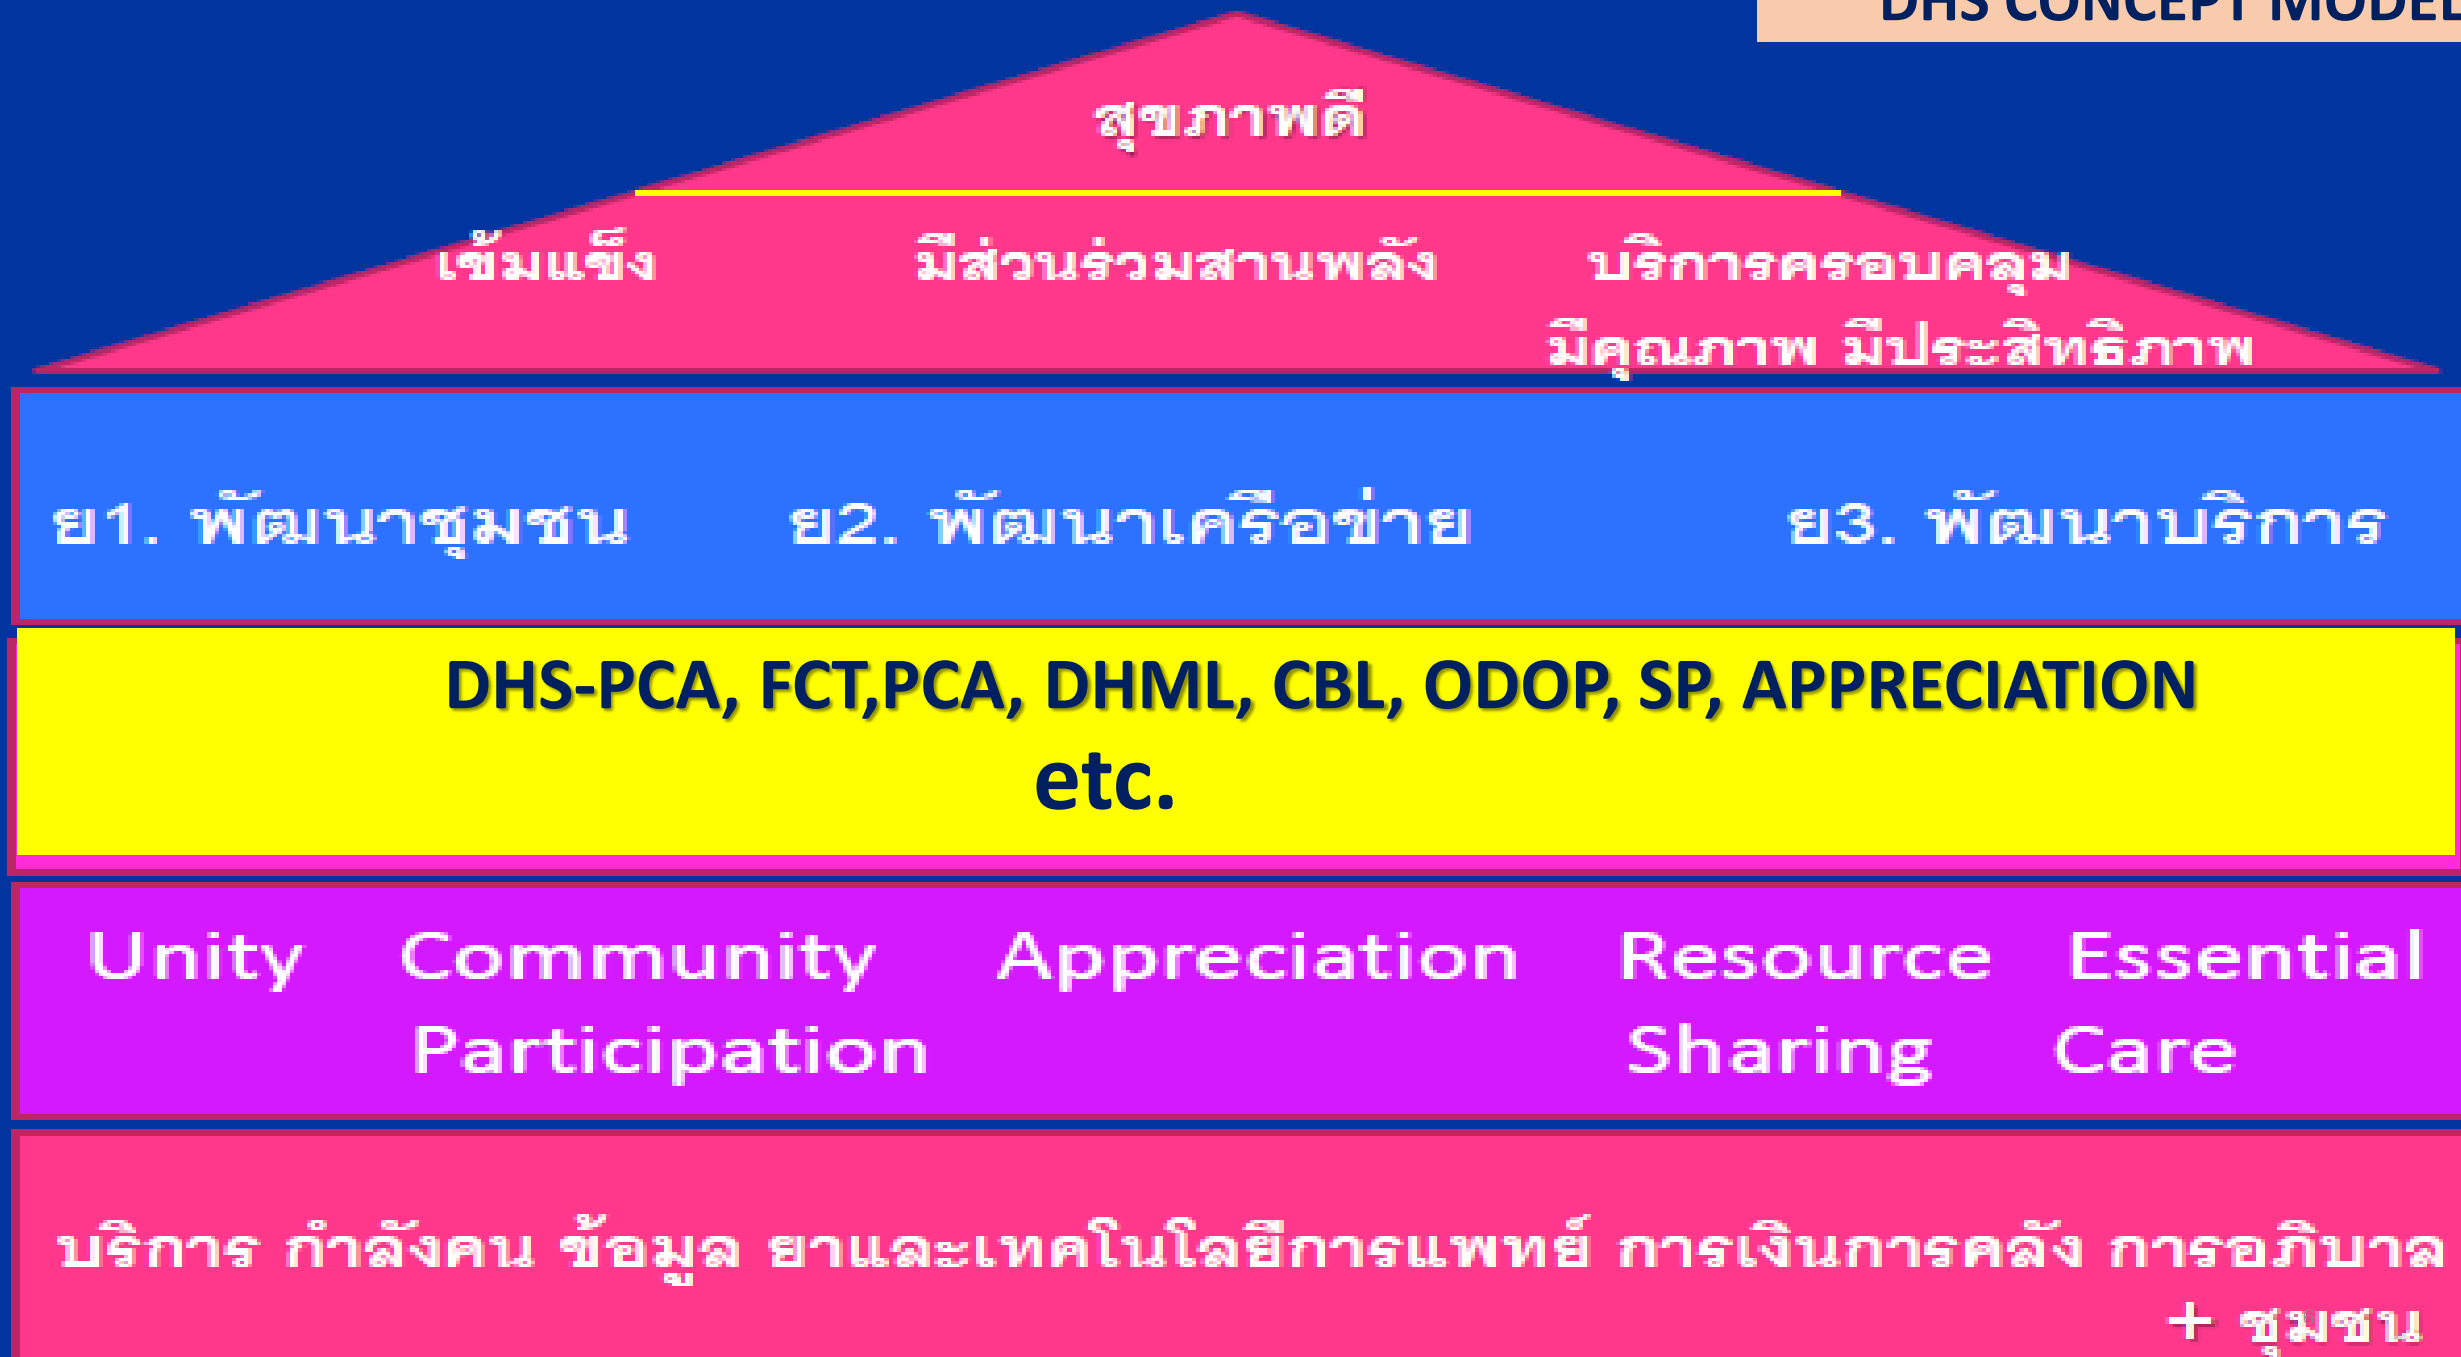 DHS CONCEPT MODEL
สุขภาพดี
เข้มแข็ง มีส่วนร่วมสานพลัง บริการครอบคลุม
มีคุณภาพ มีประสิทธิภาพ
ย1. พัฒนาชุมชน ย2. พัฒนาเครือข่าย ย3. พัฒนาบริการ
DHS-PCA, FCT,PCA, DHML, CBL, ODOP, SP, APPRECIATION
etc.
Unity Community Appreciation Resource Essential
Participation Sharing Care
บริการ กำลังคน ข้อมูล ยาและเทคโนโลยีการแพทย์ การเงินการคลัง การอภิบาล
+ ชุมชน